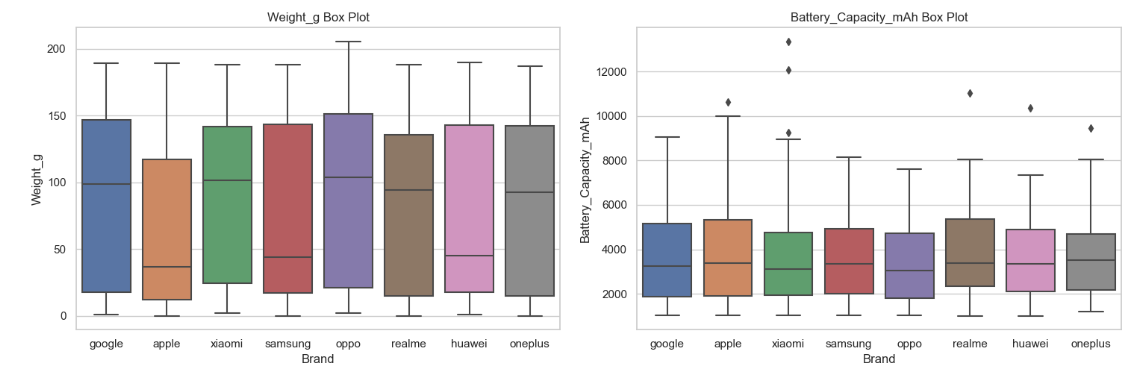 Weight_g Box Plot
Weight_g
200
150
100
50
0
google apple xiaomi samsung oppo realme huawei oneplus
Brand
Battery_Capacity_mAh Box Plot
Battery_Capacity_mAh
12000
10000
8000
6000
4000
2000
google apple xiaomi samsung oppo realme huawei oneplus
Brand